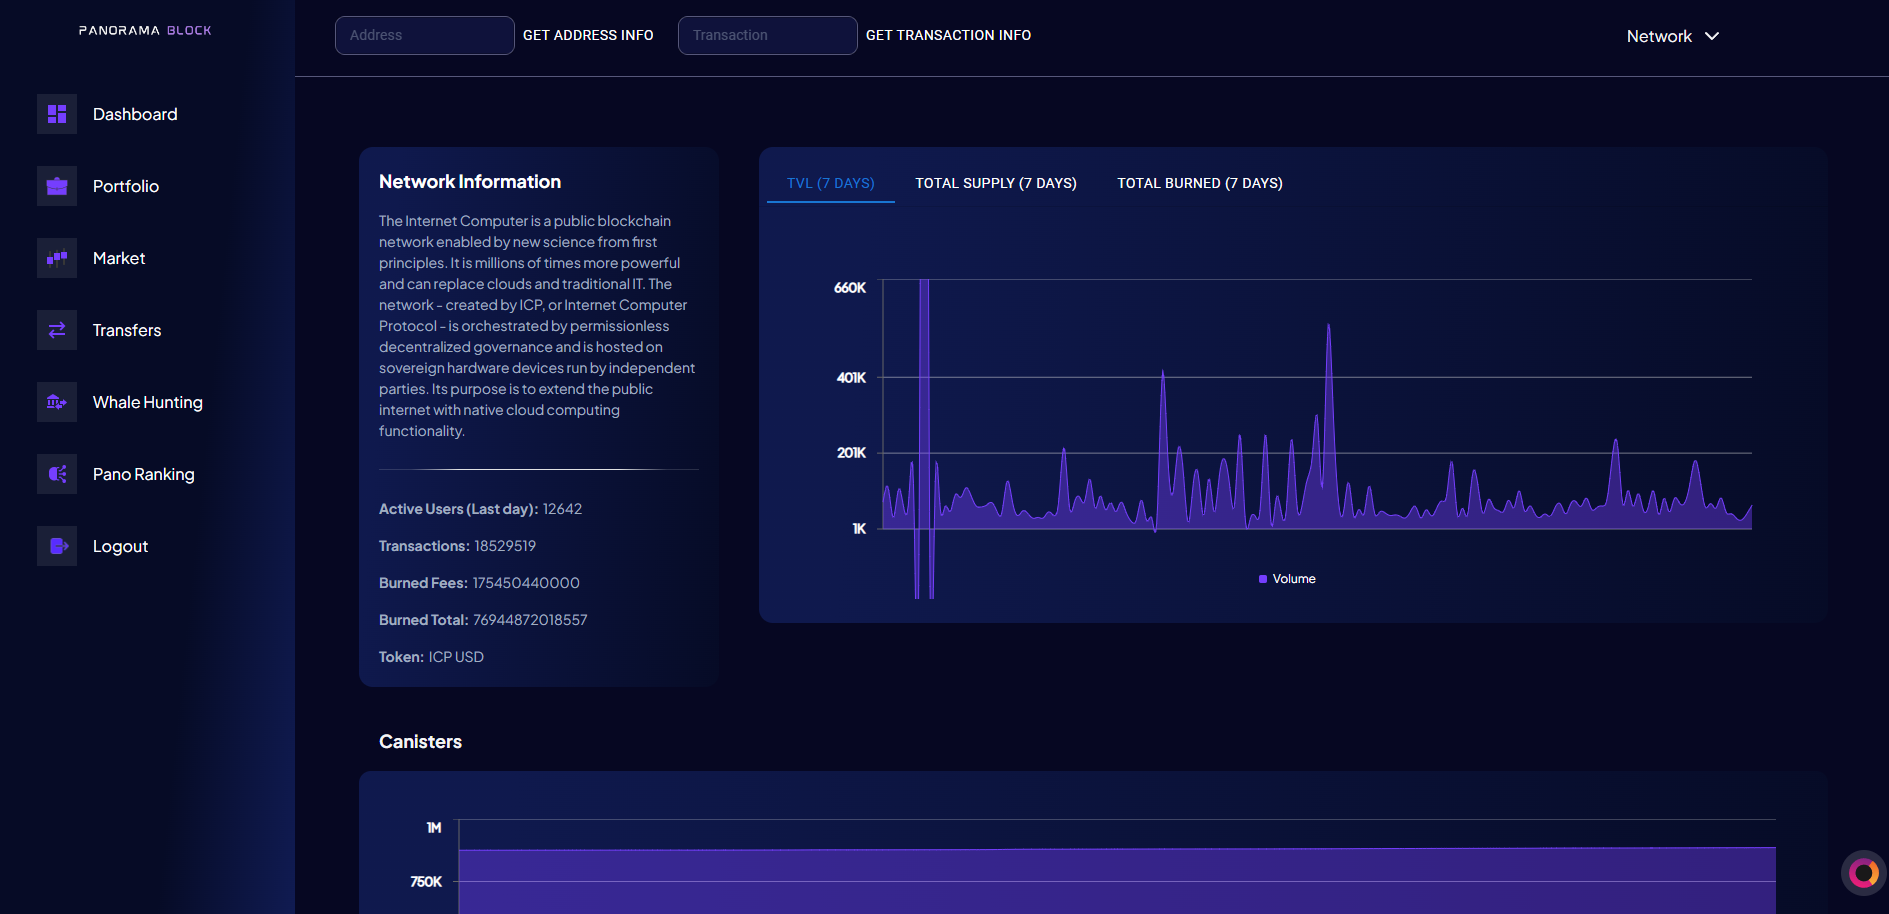 PANORAMA BLOCK
Dashboard
Portfolio
Market
Transfers
Whale Hunting
Pano Ranking
Logout
Address
GET ADDRESS INFO
Transaction
GET TRANSACTION INFO
Network
Network Information
The Internet Computer is a public blockchain
network enabled by new science from first
principles. It is millions of times more powerful
and can replace clouds and traditional IT. The
network - created by ICP, or Internet Computer
Protocol - is orchestrated by permissionless
decentralized governance and is hosted on
sovereign hardware devices run by independent
parties. Its purpose is to extend the public
internet with native cloud computing
functionality.
Active Users (Last day): 12642
Transactions: 18529519
Burned Fees: 175450440000
Burned Total: 76944872018557
Token: ICP USD
TVL (7 DAYS)
TOTAL SUPPLY (7 DAYS)
TOTAL BURNED (7 DAYS)
660K
401K
201K
1K
Volume
Canisters
1M
750K